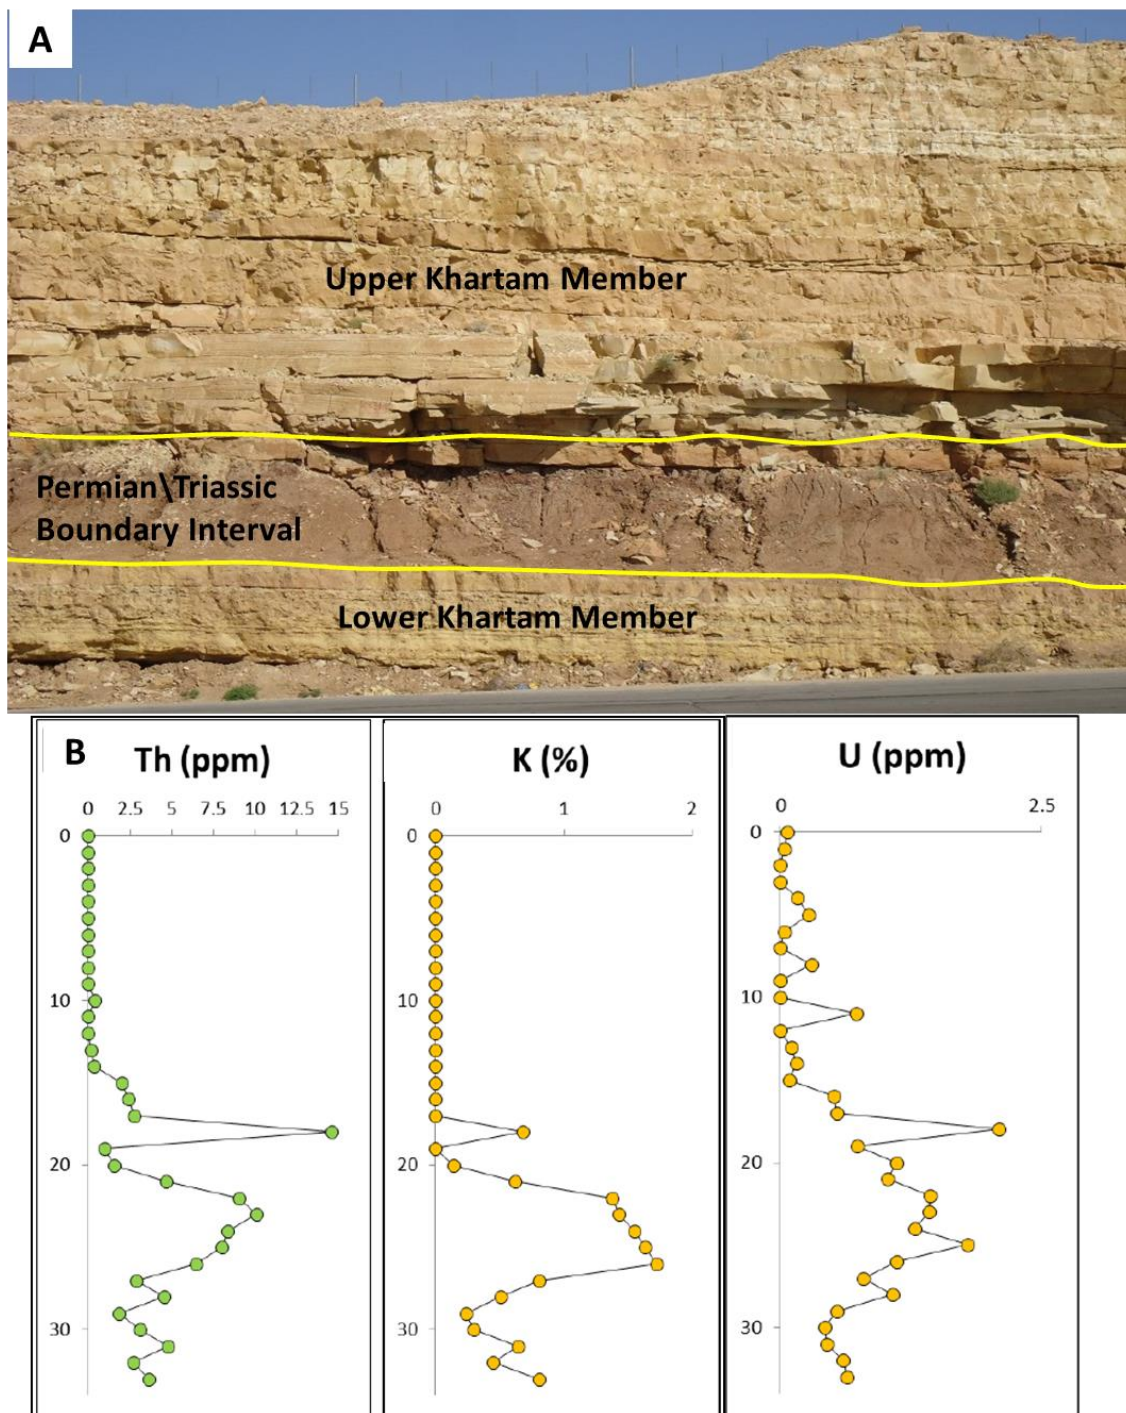 A
Upper Khartam Member
Permian\Triassic
Boundary Interval
Lower Khartam Member
B
Th (ppm)
0 2.5 5 7.5 10 12.5 15
0
10
20
30
K (%)
0 1 2
0
10
20
30
U (ppm)
0 2.5
0
10
20
30